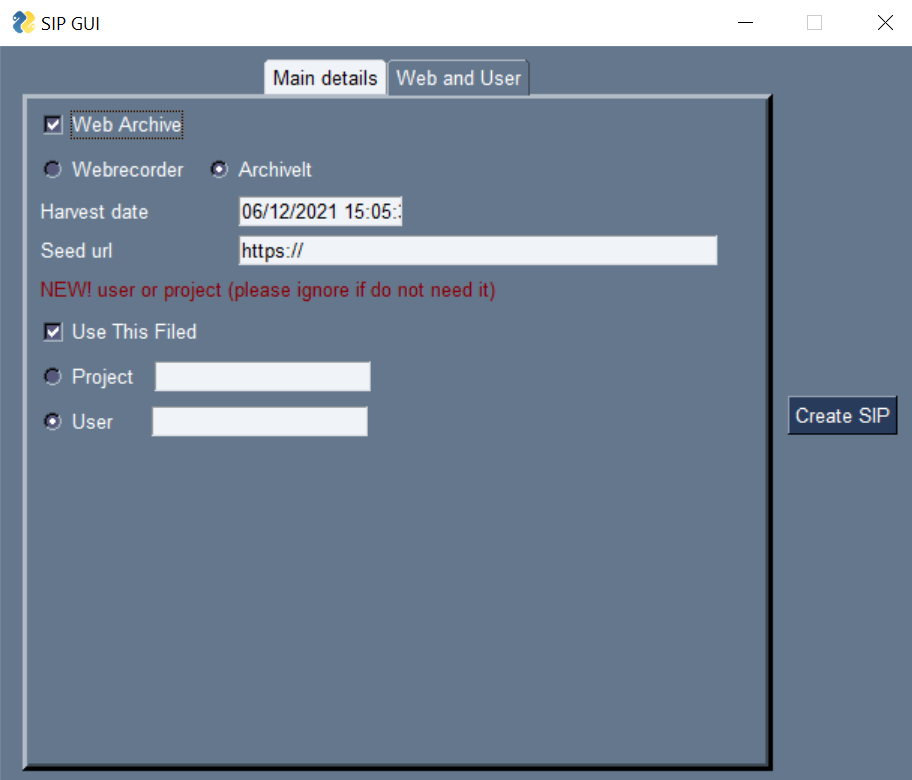 SIP GUI
Main details Web and User
Web Archive
Webrecorder ArchiveIt
Harvest date 06/12/2021 15:05:
Seed url https://
NEW! user or project (please ignore if do not need it)
Use This Filed
Project
User
Create SIP